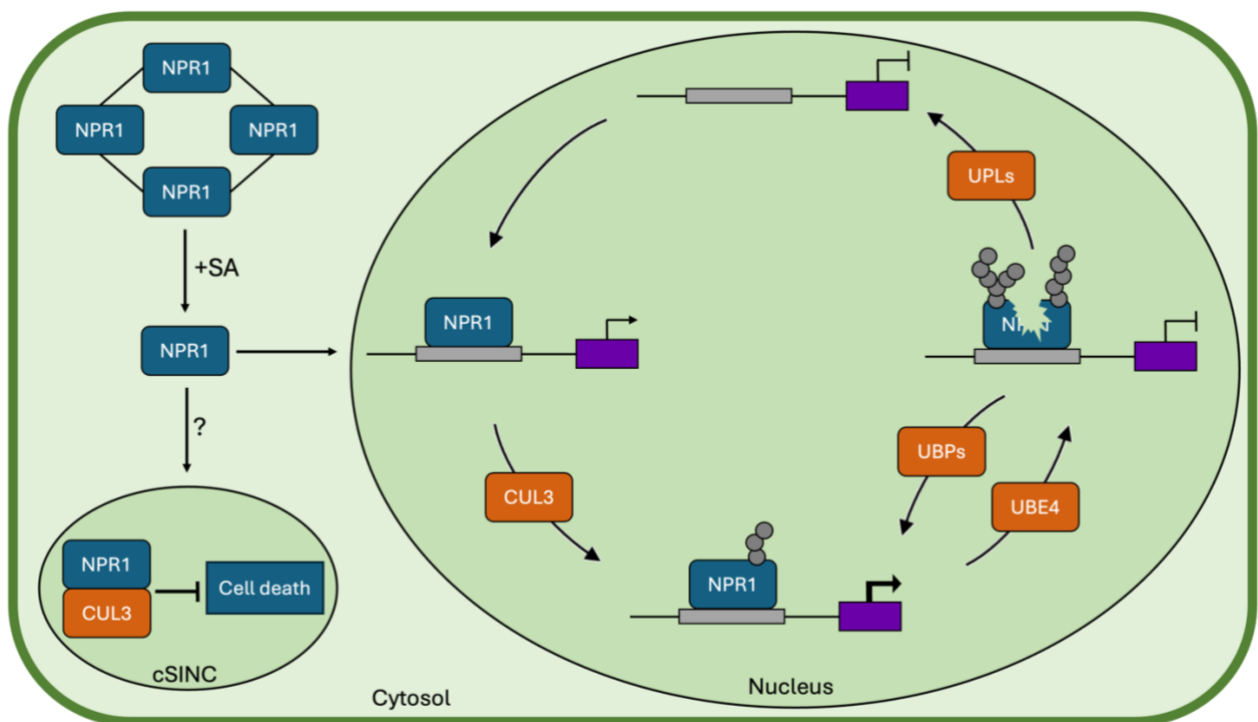 NPR1
NPR1
NPR1
NPR1
+SA
NPR1
?
NPR1
CUL3
Cell death
cSINC
Cytosol
NPR1
CUL3
NPR1
UBPs
UBE4
UPLs
Nucleus